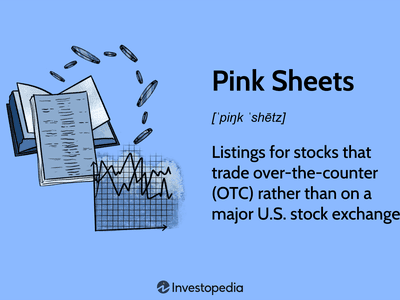 Pink Sheets
[ˈpiŋk ˈshētz]
Listings for stocks that
trade over-the-counter
(OTC) rather than on a
major U.S. stock exchange
Investopedia